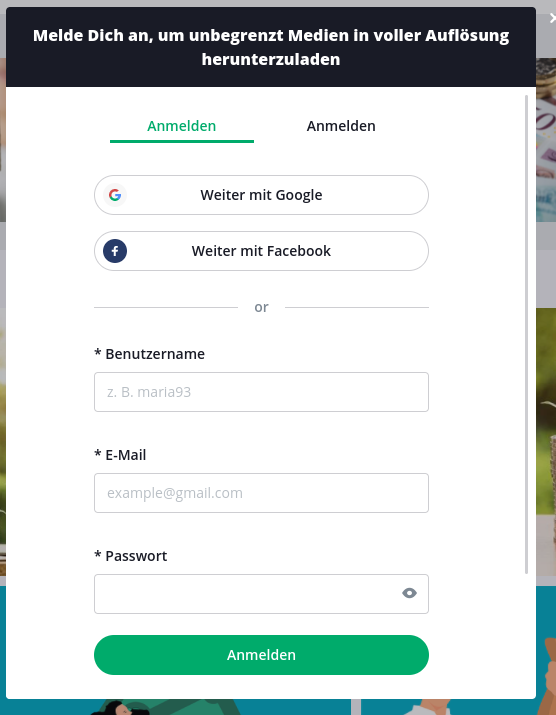 Melde Dich an, um unbegrenzt Medien in voller Auflösung
herunterzuladen
Anmelden
Anmelden
Weiter mit Google
Weiter mit Facebook
or
* Benutzername
z. B. maria93
* E-Mail
example@gmail.com
* Passwort
Anmelden